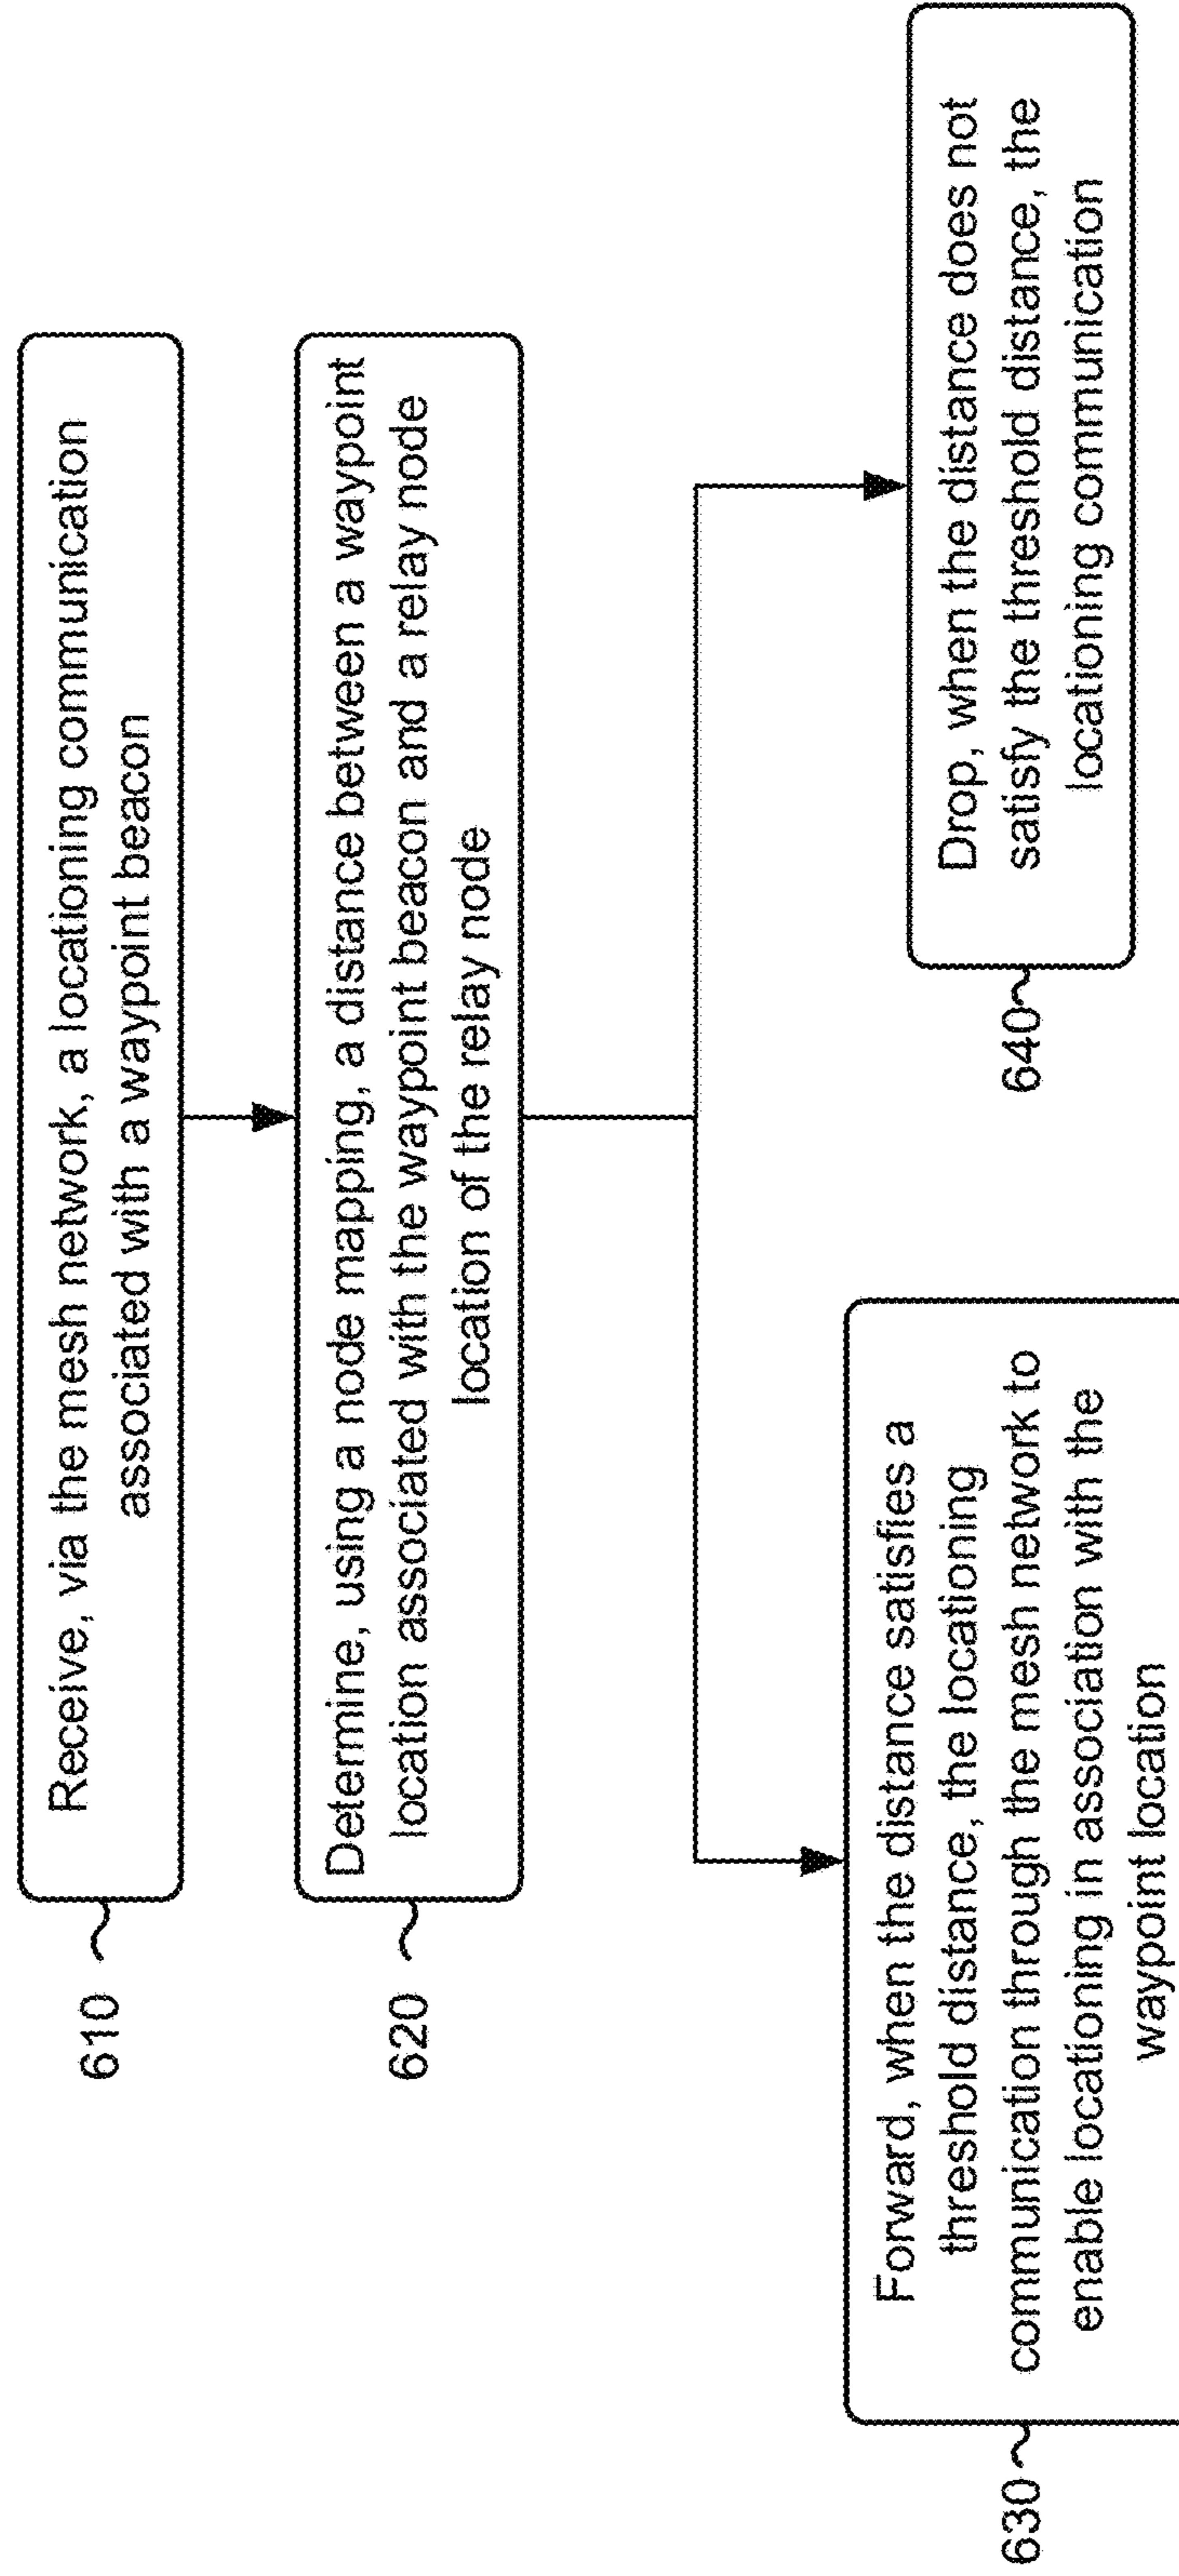 610
Receive, via the mesh network, a locationing communication
associated with a waypoint beacon
620
Determine, using a node mapping, a distance between a waypoint
location associated with the waypoint beacon and a relay node
location of the relay node
630
Forward, when the distance satisfies a
threshold distance, the locationing
communication through the mesh network to
enable locationing in association with the
waypoint location
640
Drop, when the distance does not
satisfy the threshold distance, the
locationing communication